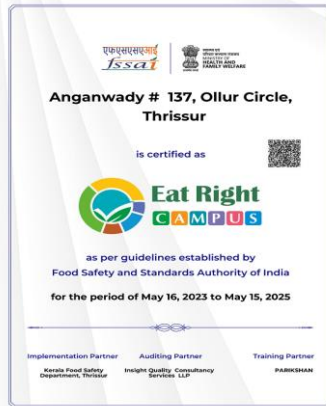 एफएसएसएआई
fssai
HEALTH AND
FAMILY WELFARE
Anganwady # 137, Ollur Circle,
Thrissur
is certified as
Eat Right
CAMPUS
as per guidelines established by
Food Safety and Standards Authority of India
for the period of May 16, 2023 to May 15, 2025
Implementation Partner
Auditing Partner
Training Partner
Kerala Food Safety
Department, Thrissur
Insight Quality Consultancy
Services LLP
PARIKSHAN